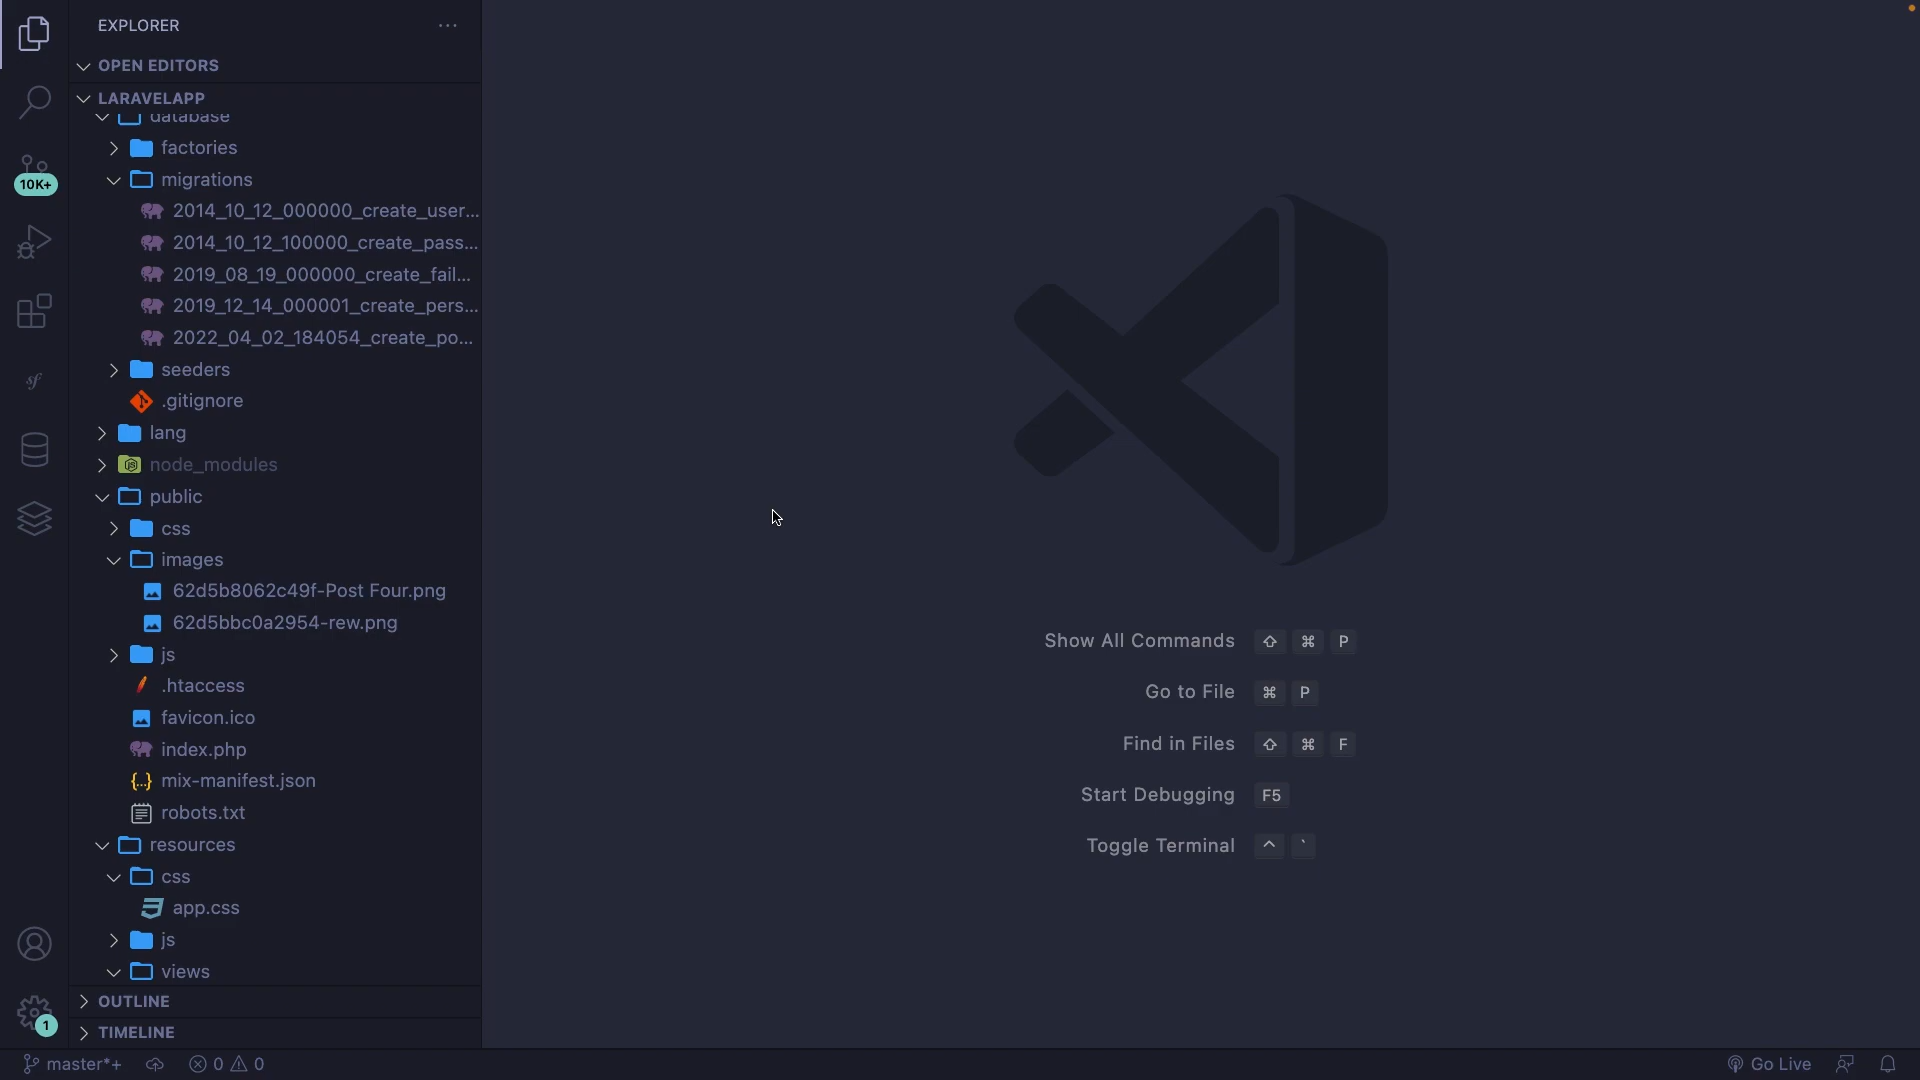 EXPLORER
OPEN EDITORS
LARAVELAPP
database
factories
migrations
2014_10_12_000000_create_user...
2014_10_12_100000_create_pass...
2019_08_19_000000_create_fail...
2019_12_14_000001_create_pers...
2022_04_02_184054_create_po...
seeders
.gitignore
lang
node_modules
public
css
images
62d5b8062c49f-Post Four.png
62d5bbc0a2954-rew.png
js
.htaccess
favicon.ico
index.php
mix-manifest.json
robots.txt
resources
css
app.css
js
views
OUTLINE
TIMELINE
10K+
sf
1
Show All Commands ⇧ ⌘ P
Go to File ⌘ P
Find in Files ⇧ ⌘ F
Start Debugging F5
Toggle Terminal ^ `
master*+ 0 0 Go Live